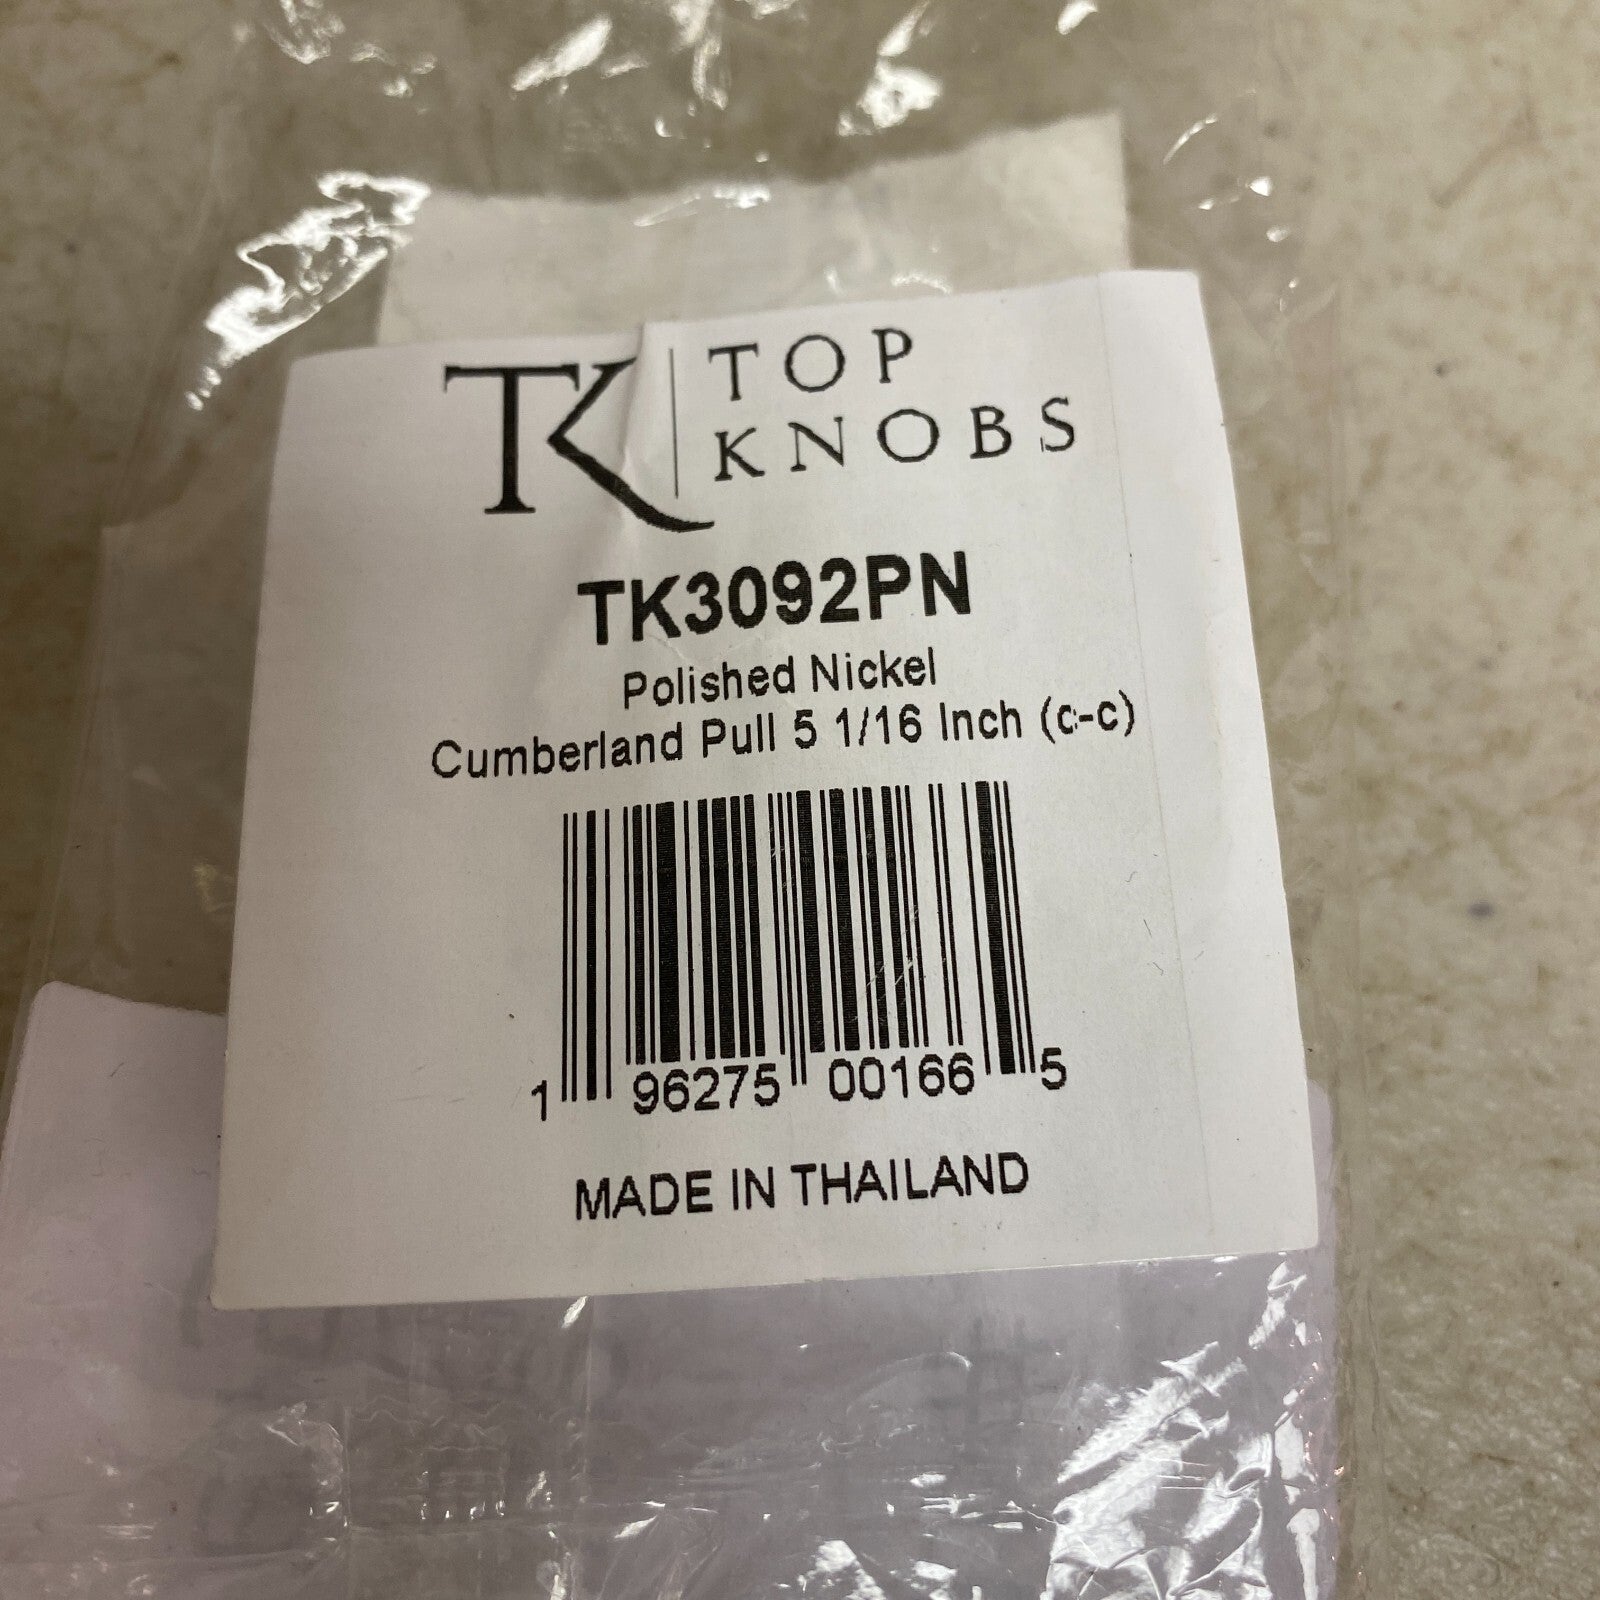 TK TOP
KNOBS
TK3092PN
Polished Nickel
Cumberland Pull 5 1/16 Inch (c-c)
1 96275 00166 5
MADE IN THAILAND